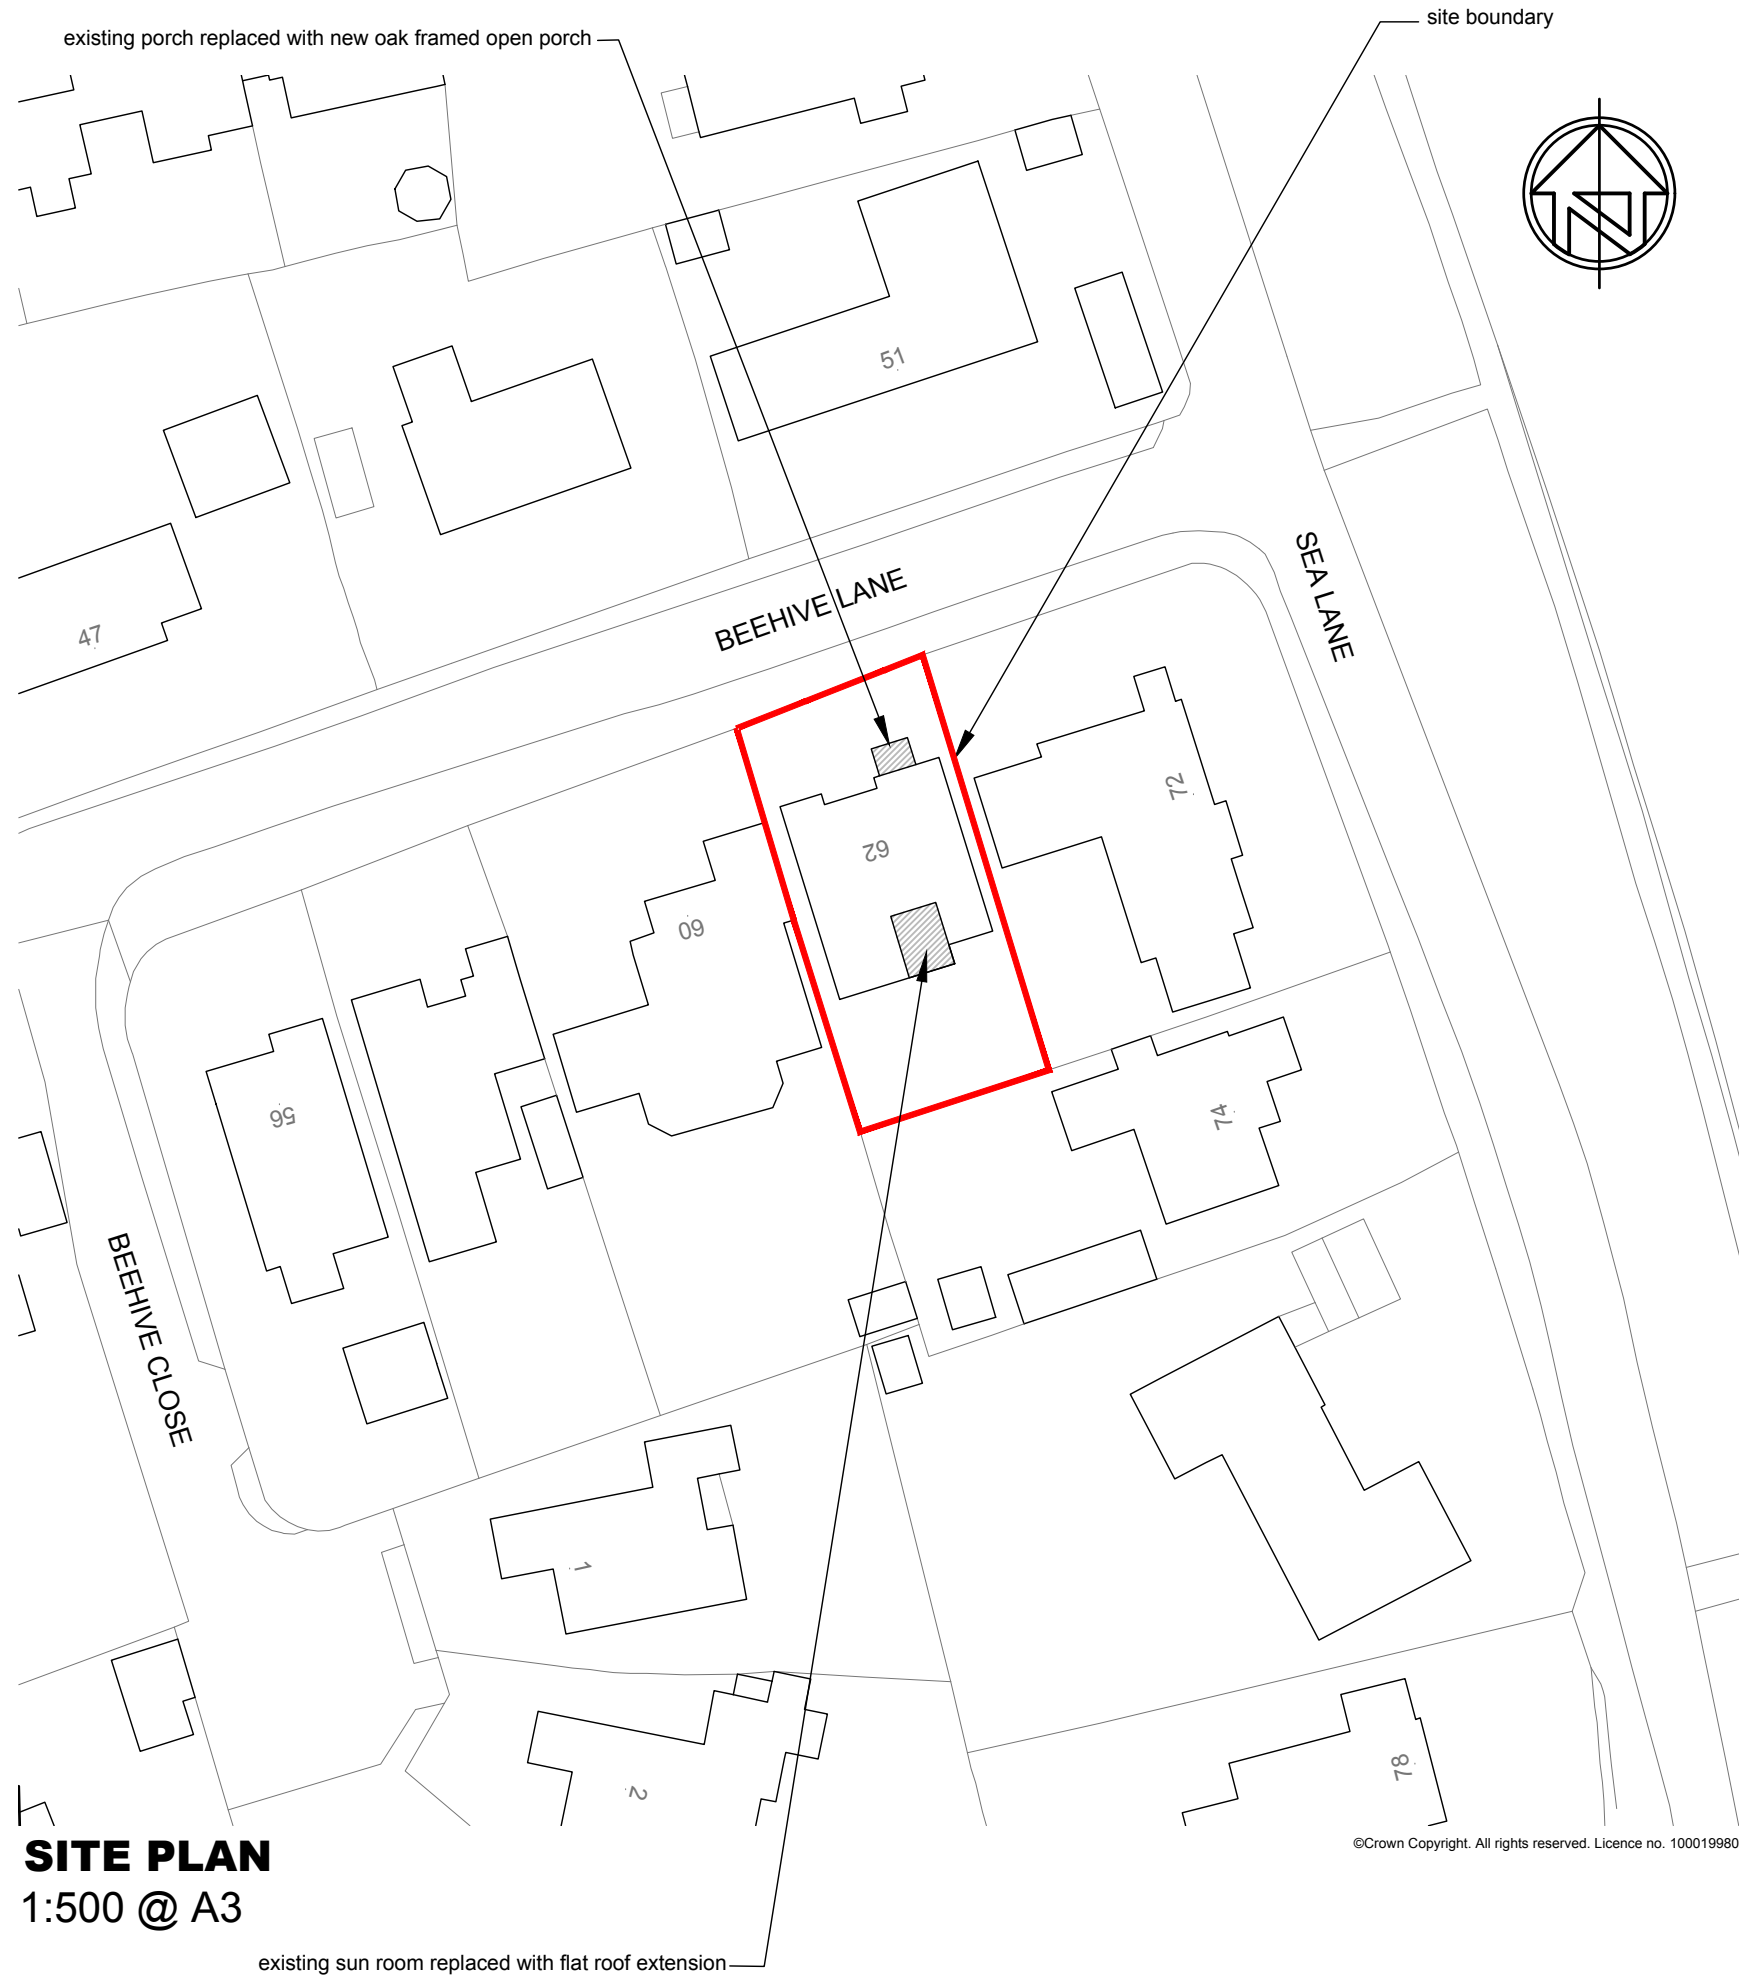 existing porch replaced with new oak framed open porch
site boundary
N
51
47
BEEHIVE LANE
SEA LANE
72
62
60
56
74
BEEHIVE CLOSE
1
2
78
©Crown Copyright. All rights reserved. Licence no. 100019980
SITE PLAN
1:500 @ A3
existing sun room replaced with flat roof extension